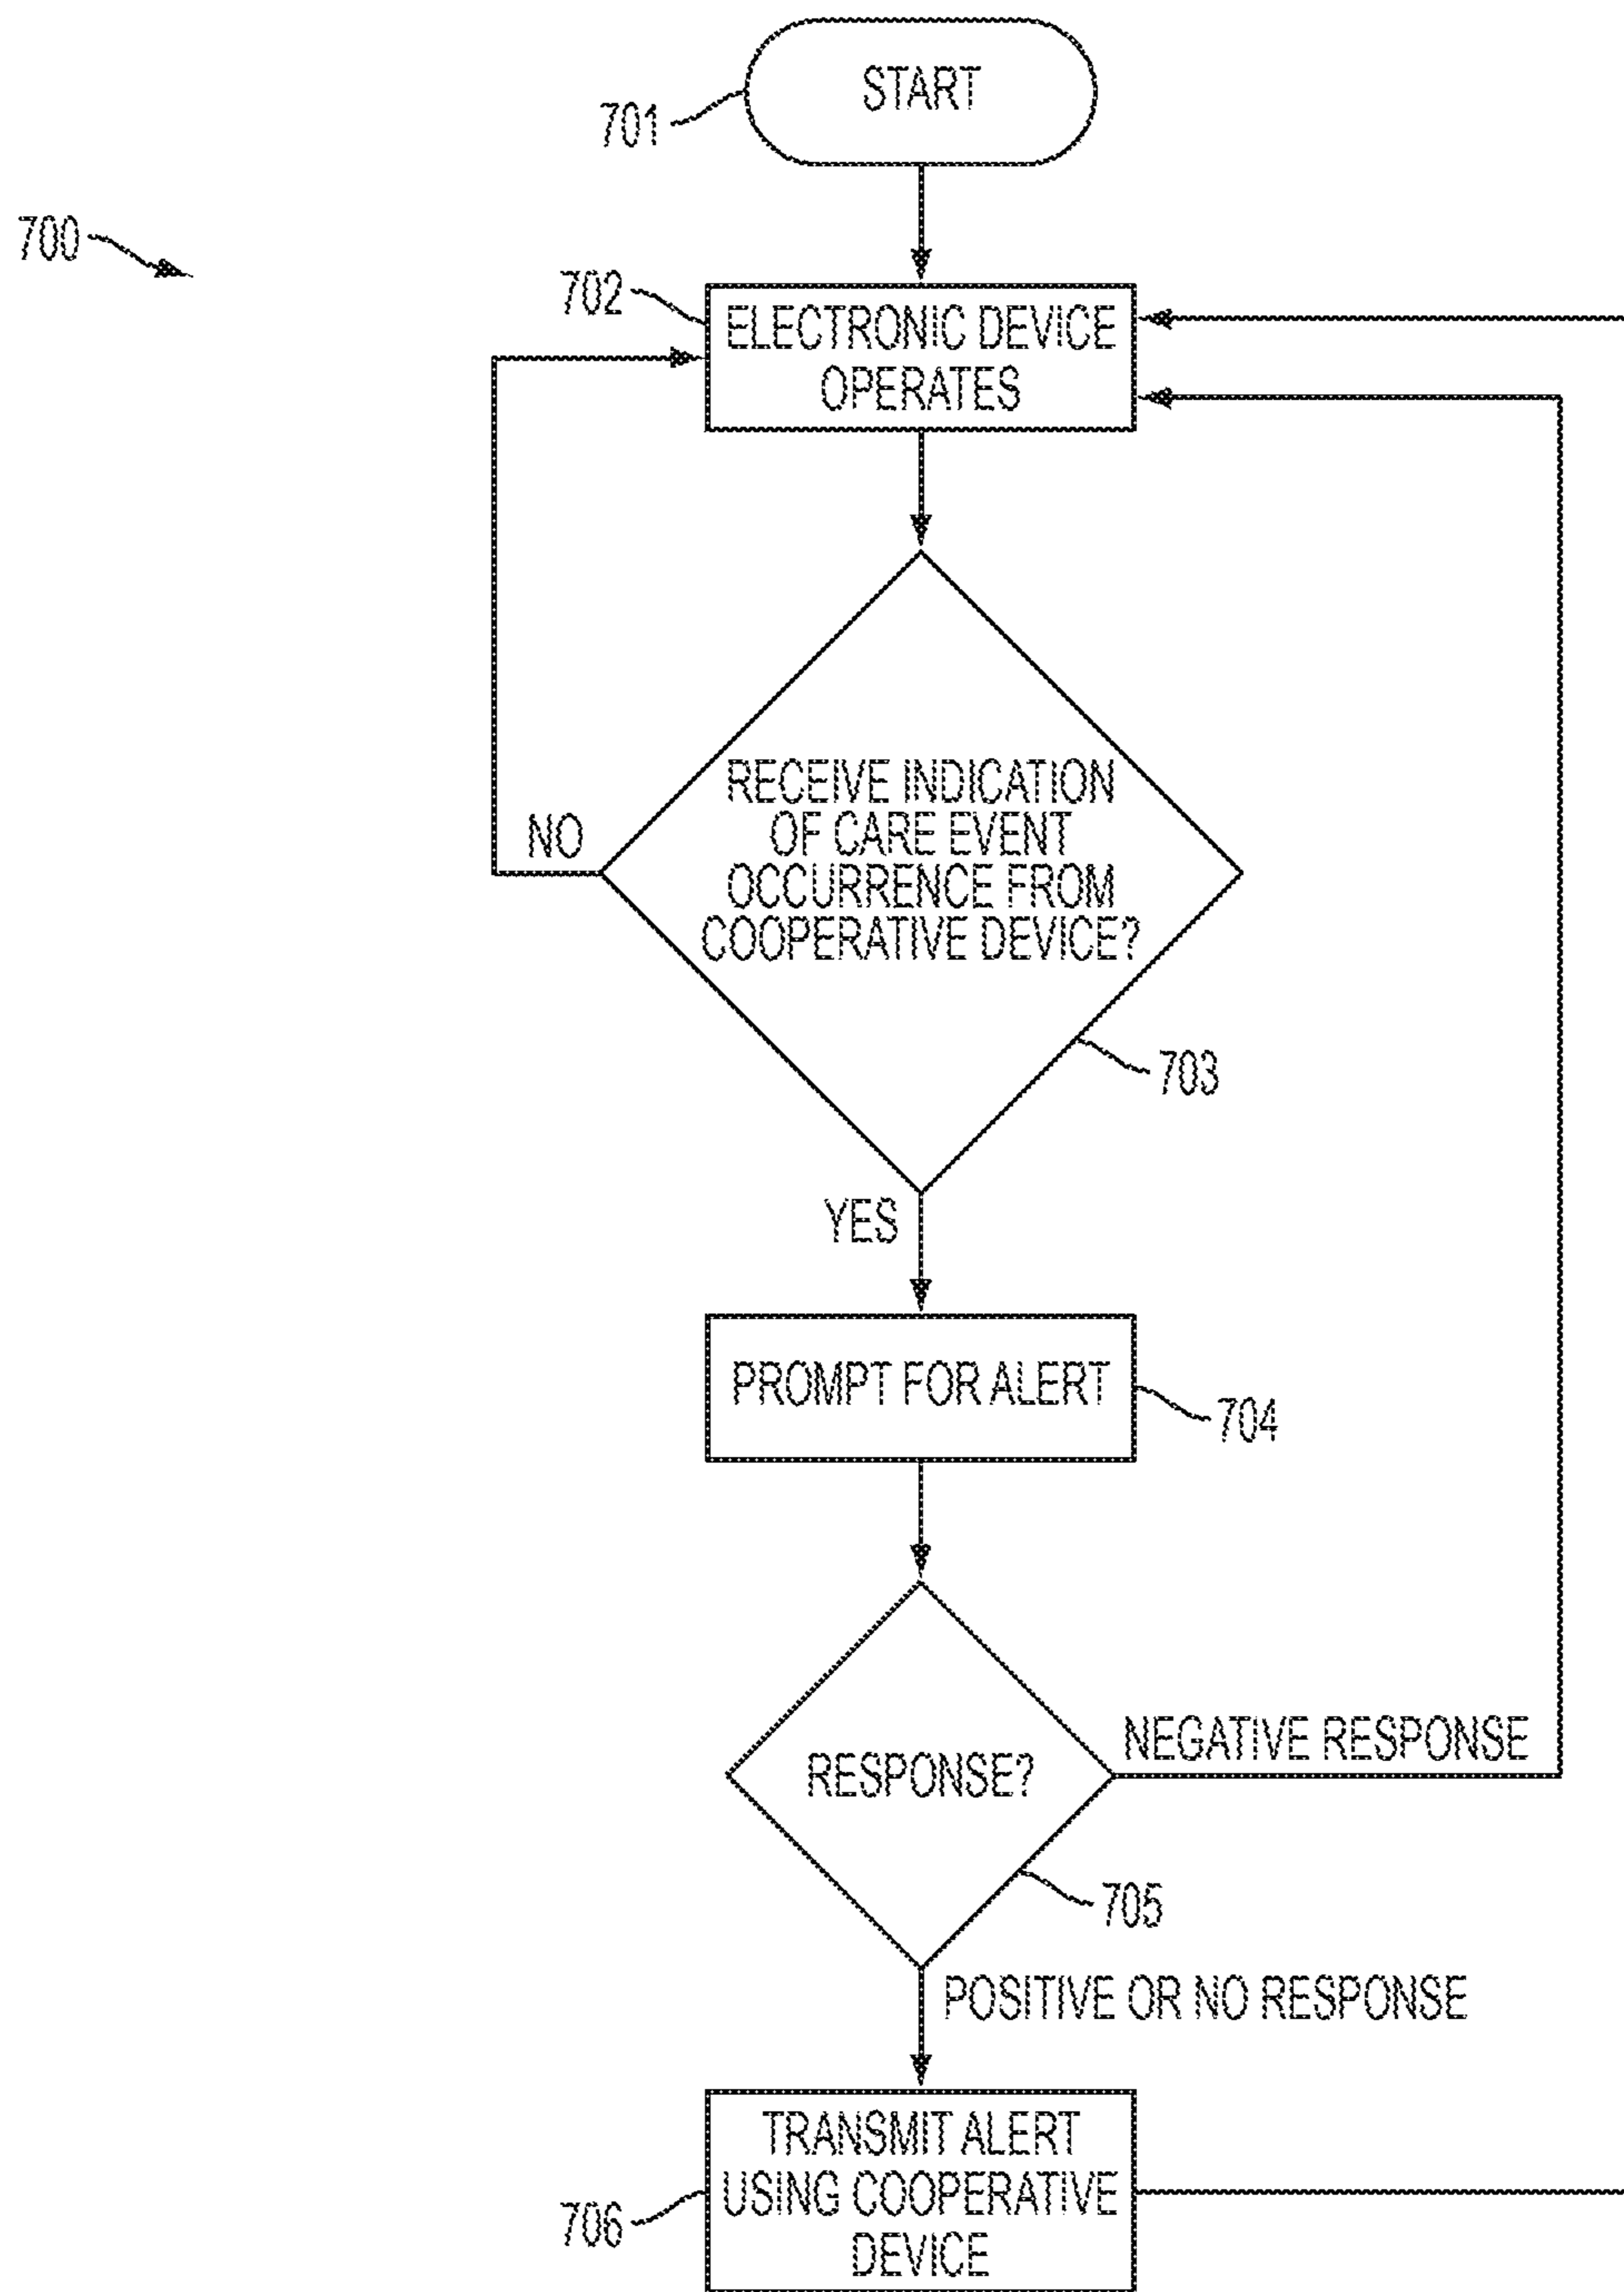 START
701
700
702
ELECTRONIC DEVICE
OPERATES
RECEIVE INDICATION
OF CARE EVENT
OCCURRENCE FROM
COOPERATIVE DEVICE?
NO
703
YES
PROMPT FOR ALERT
704
RESPONSE?
NEGATIVE RESPONSE
705
POSITIVE OR NO RESPONSE
TRANSMIT ALERT
USING COOPERATIVE
DEVICE
706